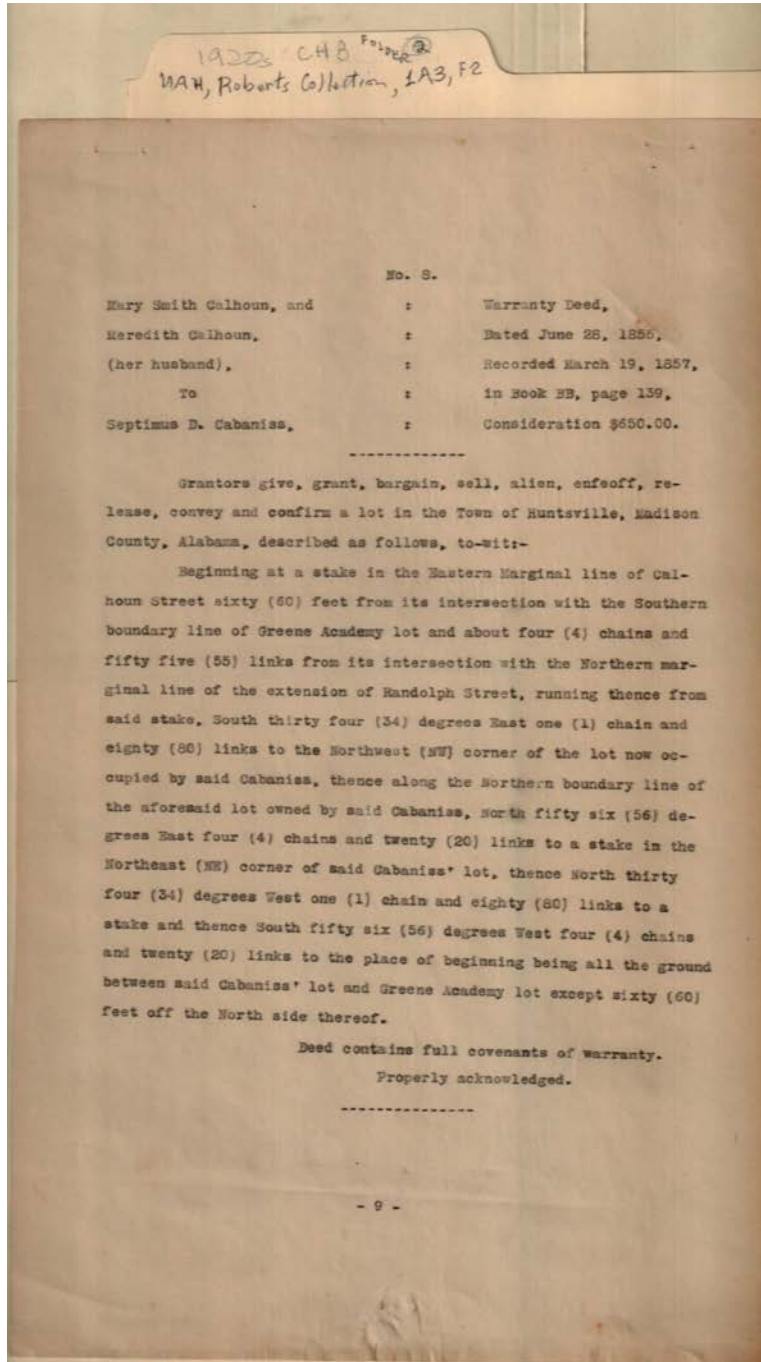 1920s CHB FOLDER 2
UAH, Roberts Collection, 1A3, F2
No. 8.
Mary Smith Calhoun, and : Warranty Deed,
Meredith Calhoun, : Dated June 28, 1856,
(her husband), : Recorded March 19, 1857,
To : in Book BB, page 139,
Septimus D. Cabaniss, : Consideration $650.00.
-------------
Grantors give, grant, bargain, sell, alien, enfeoff, re-
lease, convey and confirm a lot in the Town of Huntsville, Madison
County, Alabama, described as follows, to-wit:-
Beginning at a stake in the Eastern Marginal line of Cal-
houn Street sixty (60) feet from its intersection with the Southern
boundary line of Greene Academy lot and about four (4) chains and
fifty five (55) links from its intersection with the Northern mar-
ginal line of the extension of Randolph Street, running thence from
said stake, South thirty four (34) degrees East one (1) chain and
eighty (80) links to the Northwest (NW) corner of the lot now oc-
cupied by said Cabaniss, thence along the Northern boundary line of
the aforesaid lot owned by said Cabaniss, North fifty six (56) de-
grees East four (4) chains and twenty (20) links to a stake in the
Northeast (NE) corner of said Cabaniss' lot, thence North thirty
four (34) degrees West one (1) chain and eighty (80) links to a
stake and thence South fifty six (56) degrees West four (4) chains
and twenty (20) links to the place of beginning being all the ground
between said Cabaniss' lot and Greene Academy lot except sixty (60)
feet off the North side thereof.
Deed contains full covenants of warranty.
Properly acknowledged.
---------------
- 9 -